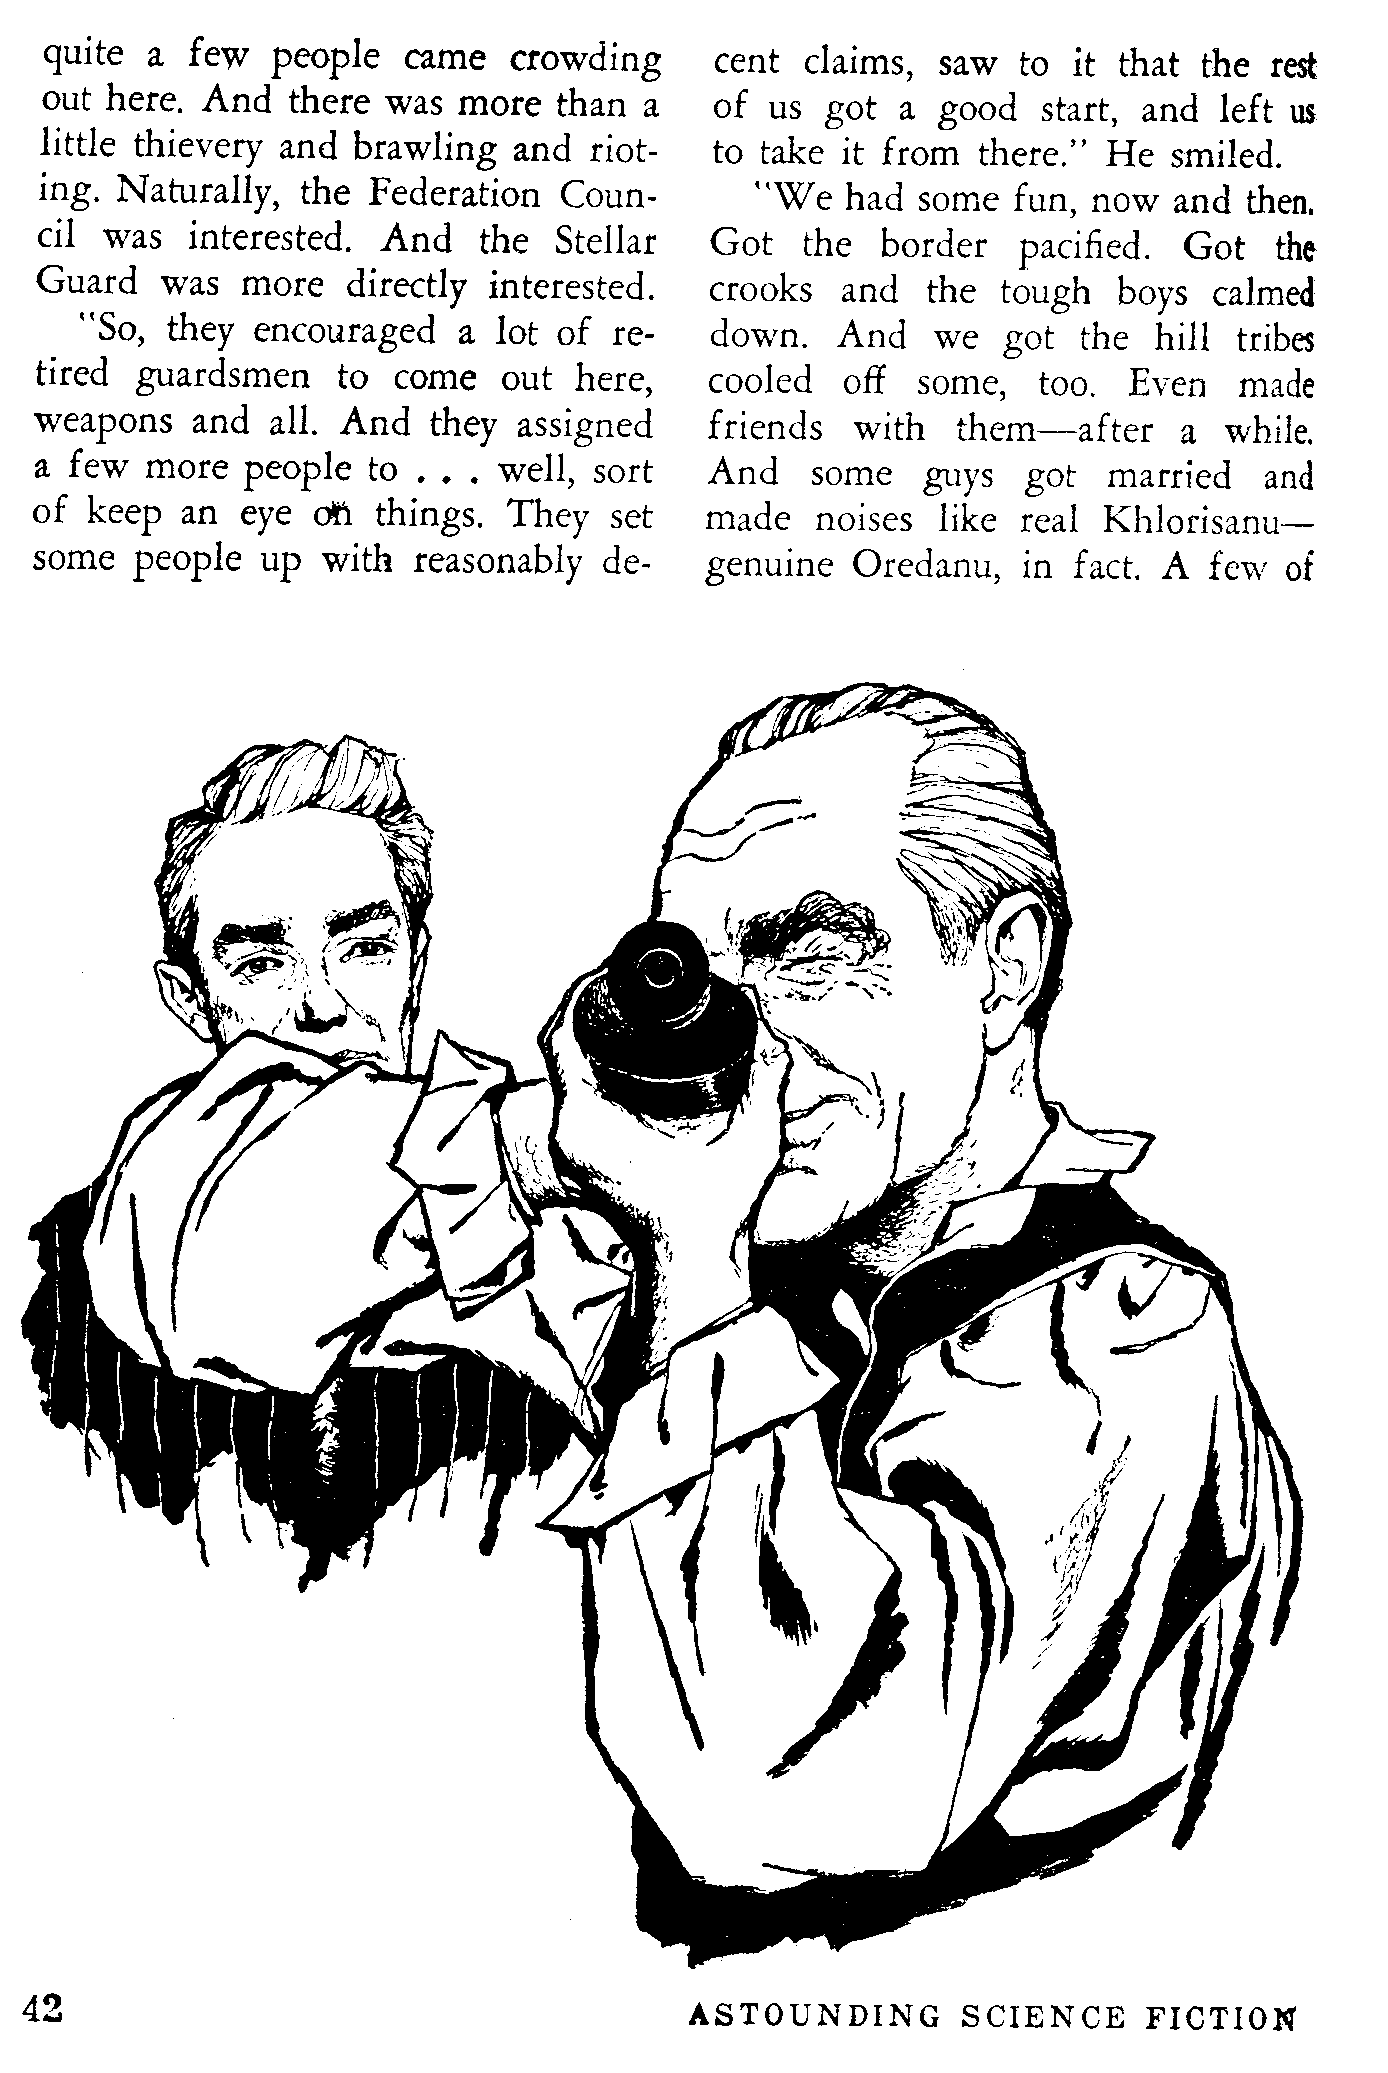 quite a few people came crowding
out here. And there was more than a
little thievery and brawling and riot-
ing. Naturally, the Federation Coun-
cil was interested. And the Stellar
Guard was more directly interested.
"So, they encouraged a lot of re-
tired guardsmen to come out here,
weapons and all. And they assigned
a few more people to . . . well, sort
of keep an eye on things. They set
some people up with reasonably de-
cent claims, saw to it that the rest
of us got a good start, and left us
to take it from there." He smiled.
"We had some fun, now and then.
Got the border pacified. Got the
crooks and the tough boys calmed
down. And we got the hill tribes
cooled off some, too. Even made
friends with them—after a while.
And some guys got married and
made noises like real Khlorisanu—
genuine Oredanu, in fact. A few of
42
ASTOUNDING SCIENCE FICTION